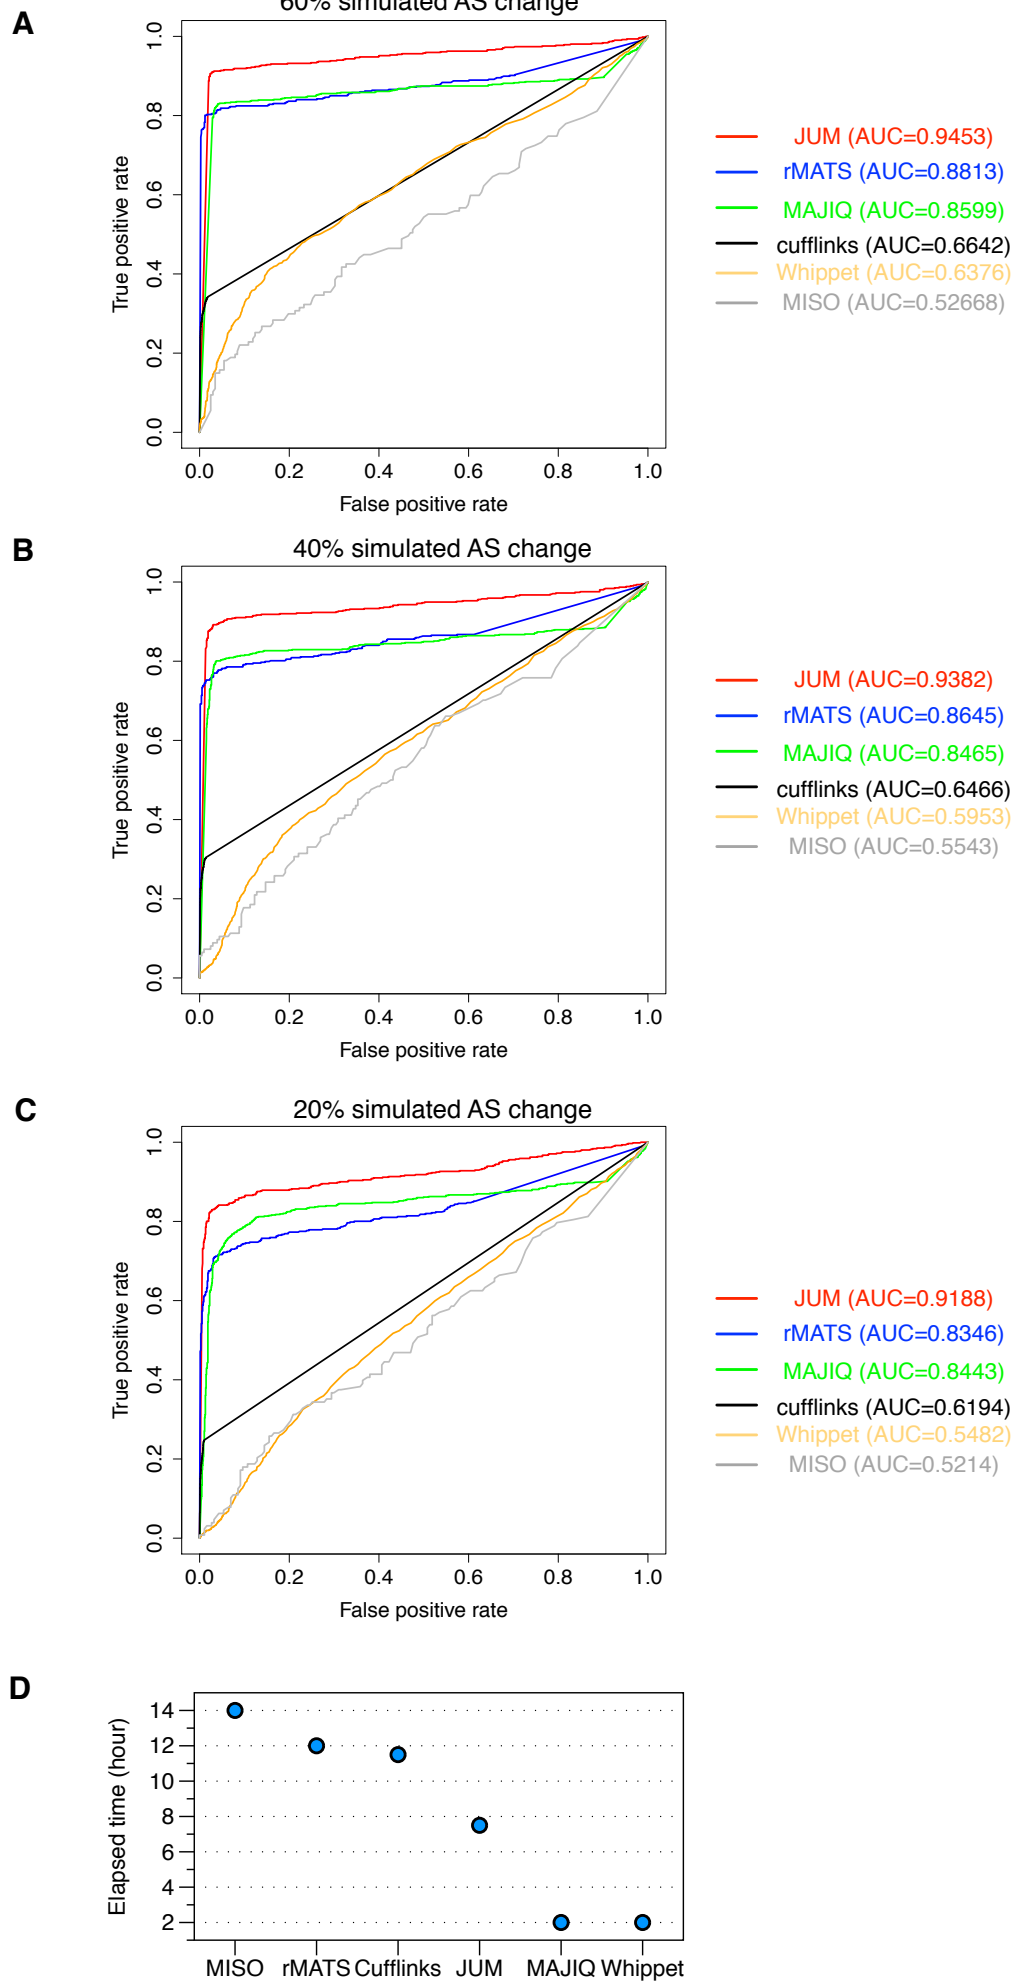 A
60% simulated AS change
1.0
0.8
0.6
0.4
0.2
0.0
True positive rate
0.0 0.2 0.4 0.6 0.8 1.0
False positive rate
JUM (AUC=0.9453)
rMATS (AUC=0.8813)
MAJIQ (AUC=0.8599)
cufflinks (AUC=0.6642)
Whippet (AUC=0.6376)
MISO (AUC=0.52668)
B
40% simulated AS change
1.0
0.8
0.6
0.4
0.2
0.0
True positive rate
0.0 0.2 0.4 0.6 0.8 1.0
False positive rate
JUM (AUC=0.9382)
rMATS (AUC=0.8645)
MAJIQ (AUC=0.8465)
cufflinks (AUC=0.6466)
Whippet (AUC=0.5953)
MISO (AUC=0.5543)
C
20% simulated AS change
1.0
0.8
0.6
0.4
0.2
0.0
True positive rate
0.0 0.2 0.4 0.6 0.8 1.0
False positive rate
JUM (AUC=0.9188)
rMATS (AUC=0.8346)
MAJIQ (AUC=0.8443)
cufflinks (AUC=0.6194)
Whippet (AUC=0.5482)
MISO (AUC=0.5214)
D
14
12
10
8
6
4
2
Elapsed time (hour)
MISO rMATS Cufflinks JUM MAJIQ Whippet